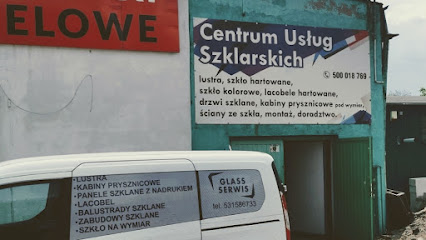 ELOWE
Centrum Usług
Szklarskich
500 018 769
lustra, szkło hartowane,
szkło kolorowe, lacobele hartowane,
drzwi szklane, kabiny prysznicowe pod wymiar,
ściany ze szkła, montaż, doradztwo.
•LUSTRA
•KABINY PRYSZNICOWE
•PANELE SZKLANE Z NADRUKIEM
•LACOBEL
•BALUSTRADY SZKLANE
•ZABUDOWY SZKLANE
•SZKŁO NA WYMIAR
GLASS
SERWIS
tel. 531586733